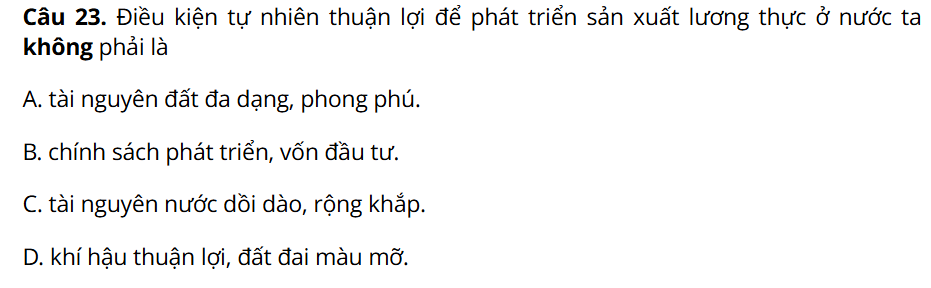 Câu 23. Điều kiện tự nhiên thuận lợi để phát triển sản xuất lương thực ở nước ta
không phải là
A. tài nguyên đất đa dạng, phong phú.
B. chính sách phát triển, vốn đầu tư.
C. tài nguyên nước dồi dào, rộng khắp.
D. khí hậu thuận lợi, đất đai màu mỡ.